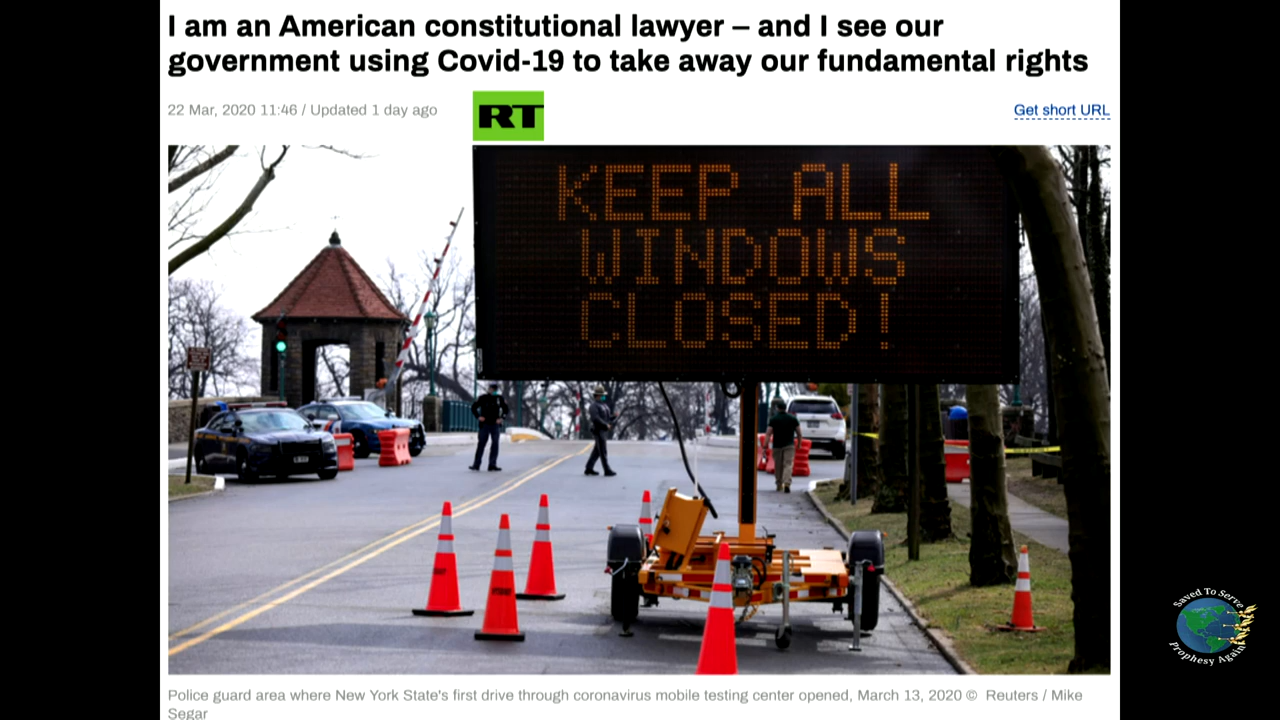 I am an American constitutional lawyer – and I see our
government using Covid-19 to take away our fundamental rights
22 Mar, 2020 11:46 / Updated 1 day ago
RT
Get short URL
KEEP ALL
WINDOWS
CLOSED!
Police guard area where New York State's first drive through coronavirus mobile testing center opened, March 13, 2020 © Reuters / Mike
Segar
Saved To Serve
Prophesy Again